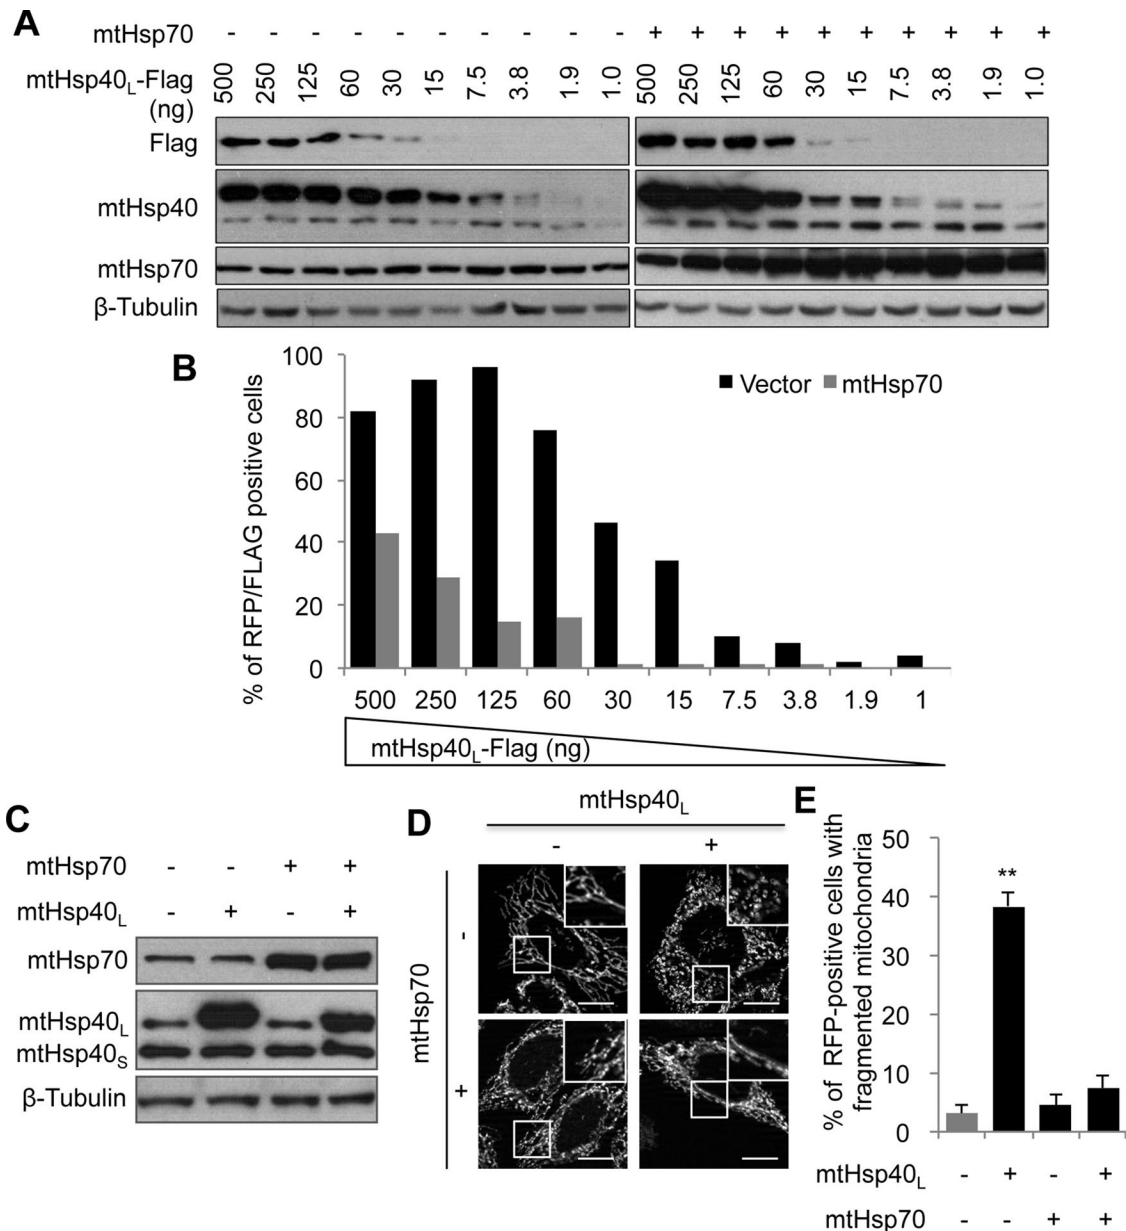 A
mtHsp70 - - - - - - - - - - + + + + + + + + + +
mtHsp40L-Flag
(ng)
500 250 125 60 30 15 7.5 3.8 1.9 1.0 500 250 125 60 30 15 7.5 3.8 1.9 1.0
Flag
mtHsp40
mtHsp70
β-Tubulin
B
% of RFP/FLAG positive cells
100
80
60
40
20
0
Vector mtHsp70
500 250 125 60 30 15 7.5 3.8 1.9 1
mtHsp40L-Flag (ng)
C
mtHsp70 - - + +
mtHsp40L - + - +
mtHsp70
mtHsp40L
mtHsp40S
β-Tubulin
D
mtHsp40L
- +
mtHsp70
-
+
E
% of RFP-positive cells with
fragmented mitochondria
50
40
30
20
10
0
**
mtHsp40L - + - +
mtHsp70 - - + +